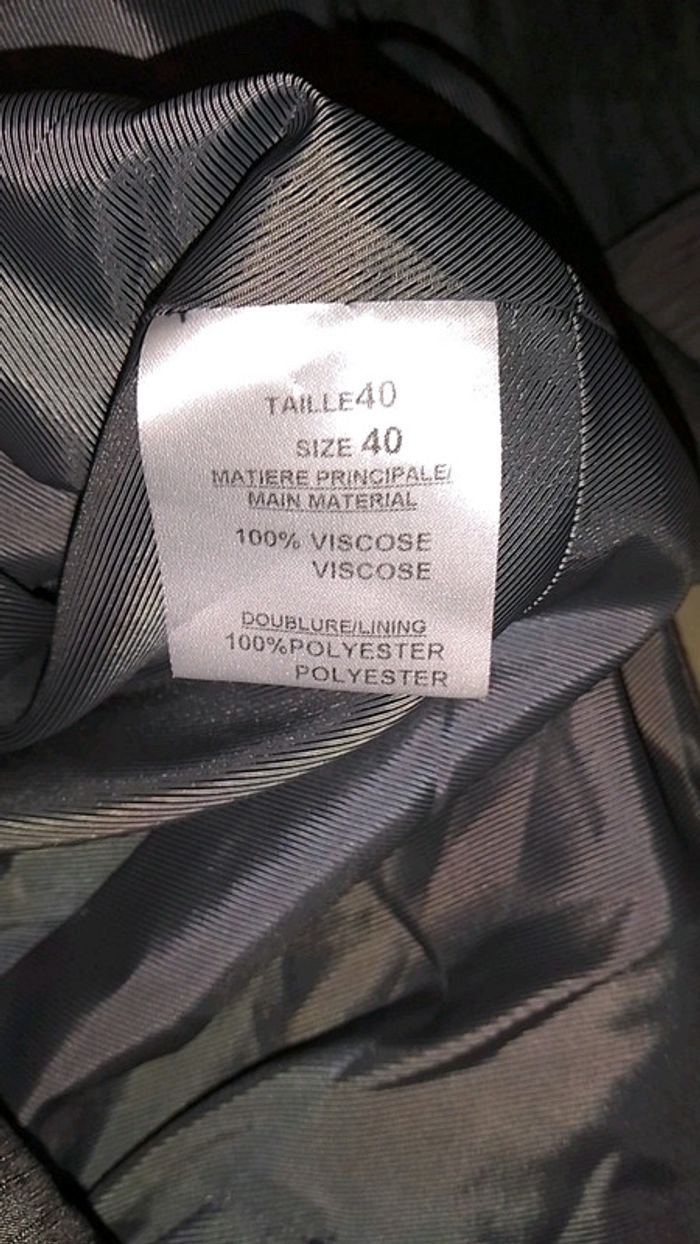 TAILLE40
SIZE 40
MATIERE PRINCIPALE/
MAIN MATERIAL
100% VISCOSE
VISCOSE
DOUBLURE/LINING
100%POLYESTER
POLYESTER